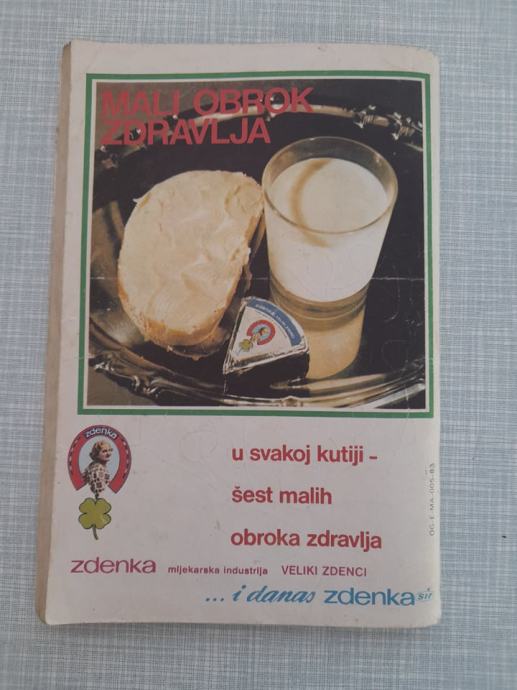 MALI OBROK
ZDRAVLJA
zdenka
u svakoj kutiji -
šest malih
obroka zdravlja
zdenka mljekarska industrija VELIKI ZDENCI
... i danas zdenka sir